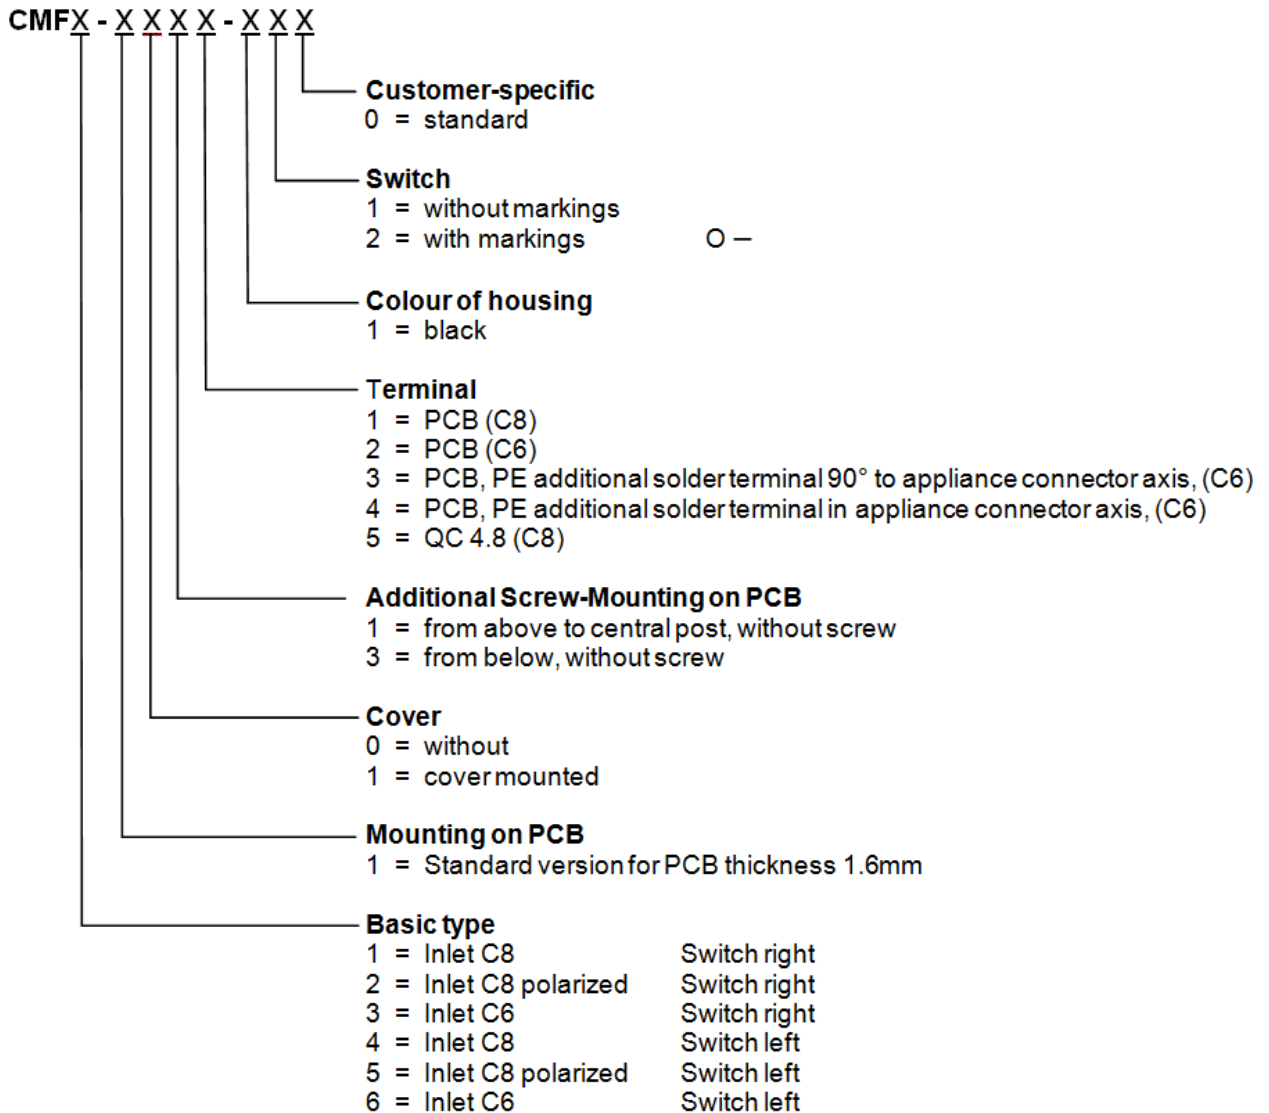 CMFX - X X X X - X X X
Customer-specific
0 = standard
Switch
1 = without markings
2 = with markings O –
Colour of housing
1 = black
Terminal
1 = PCB (C8)
2 = PCB (C6)
3 = PCB, PE additional solder terminal 90° to appliance connector axis, (C6)
4 = PCB, PE additional solder terminal in appliance connector axis, (C6)
5 = QC 4.8 (C8)
Additional Screw-Mounting on PCB
1 = from above to central post, without screw
3 = from below, without screw
Cover
0 = without
1 = cover mounted
Mounting on PCB
1 = Standard version for PCB thickness 1.6mm
Basic type
1 = Inlet C8 Switch right
2 = Inlet C8 polarized Switch right
3 = Inlet C6 Switch right
4 = Inlet C8 Switch left
5 = Inlet C8 polarized Switch left
6 = Inlet C6 Switch left